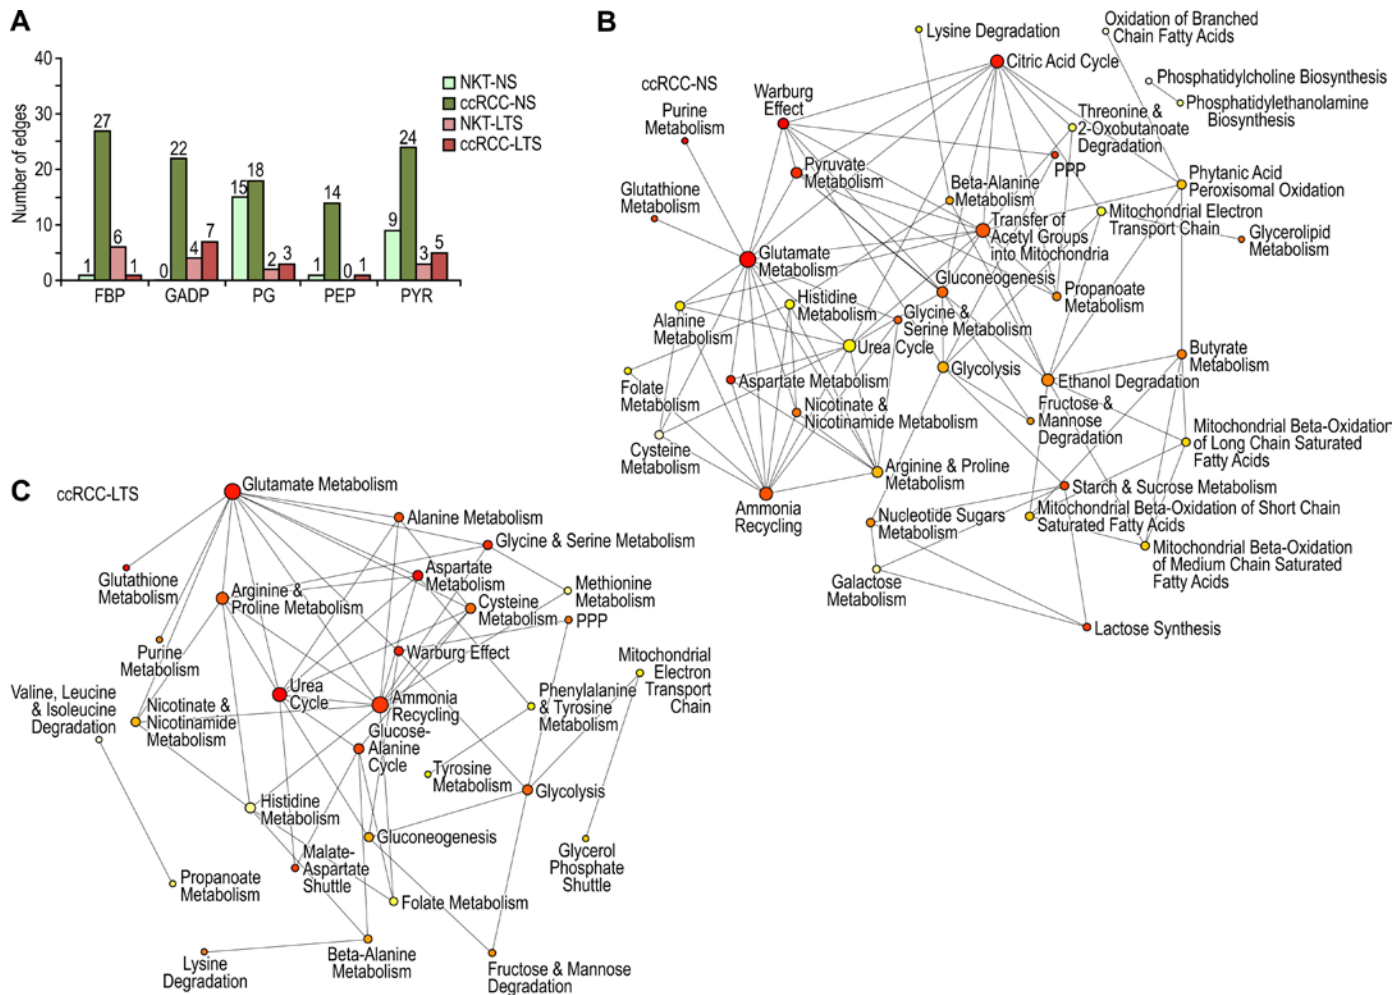 A
Number of edges
40
30
20
10
0
1
27
6
1
0
22
4
7
15
18
2
3
1
14
0
1
9
24
3
5
FBP
GADP
PG
PEP
PYR
NKT-NS
ccRCC-NS
NKT-LTS
ccRCC-LTS
B
ccRCC-NS
Lysine Degradation
Oxidation of Branched
Chain Fatty Acids
Citric Acid Cycle
Phosphatidylcholine Biosynthesis
Phosphatidylethanolamine
Biosynthesis
Warburg
Effect
Purine
Metabolism
Threonine &
2-Oxobutanoate
Degradation
PPP
Pyruvate
Metabolism
Beta-Alanine
Metabolism
Phytanic Acid
Peroxisomal Oxidation
Glutathione
Metabolism
Transfer of
Acetyl Groups
into Mitochondria
Mitochondrial Electron
Transport Chain
Glycerolipid
Metabolism
Glutamate
Metabolism
Gluconeogenesis
Propanoate
Metabolism
Alanine
Metabolism
Histidine
Metabolism
Glycine &
Serine Metabolism
Urea Cycle
Glycolysis
Butyrate
Metabolism
Ethanol Degradation
Folate
Metabolism
Aspartate Metabolism
Nicotinate &
Nicotinamide Metabolism
Fructose &
Mannose
Degradation
Cysteine
Metabolism
Mitochondrial Beta-Oxidation
of Long Chain Saturated
Fatty Acids
Arginine & Proline
Metabolism
Ammonia
Recycling
Starch & Sucrose Metabolism
Nucleotide Sugars
Metabolism
Mitochondrial Beta-Oxidation of Short Chain
Saturated Fatty Acids
Mitochondrial Beta-Oxidation
of Medium Chain Saturated
Fatty Acids
Galactose
Metabolism
Lactose Synthesis
C
ccRCC-LTS
Glutamate Metabolism
Alanine Metabolism
Glycine & Serine Metabolism
Glutathione
Metabolism
Aspartate
Metabolism
Methionine
Metabolism
Arginine &
Proline Metabolism
Cysteine
Metabolism
PPP
Purine
Metabolism
Warburg Effect
Mitochondrial
Electron
Transport
Chain
Valine, Leucine
& Isoleucine
Degradation
Nicotinate &
Nicotinamide
Metabolism
Urea
Cycle
Ammonia
Recycling
Phenylalanine
& Tyrosine
Metabolism
Glucose-
Alanine
Cycle
Tyrosine
Metabolism
Glycolysis
Histidine
Metabolism
Gluconeogenesis
Glycerol
Phosphate
Shuttle
Malate-
Aspartate
Shuttle
Propanoate
Metabolism
Folate Metabolism
Lysine
Degradation
Beta-Alanine
Metabolism
Fructose & Mannose
Degradation